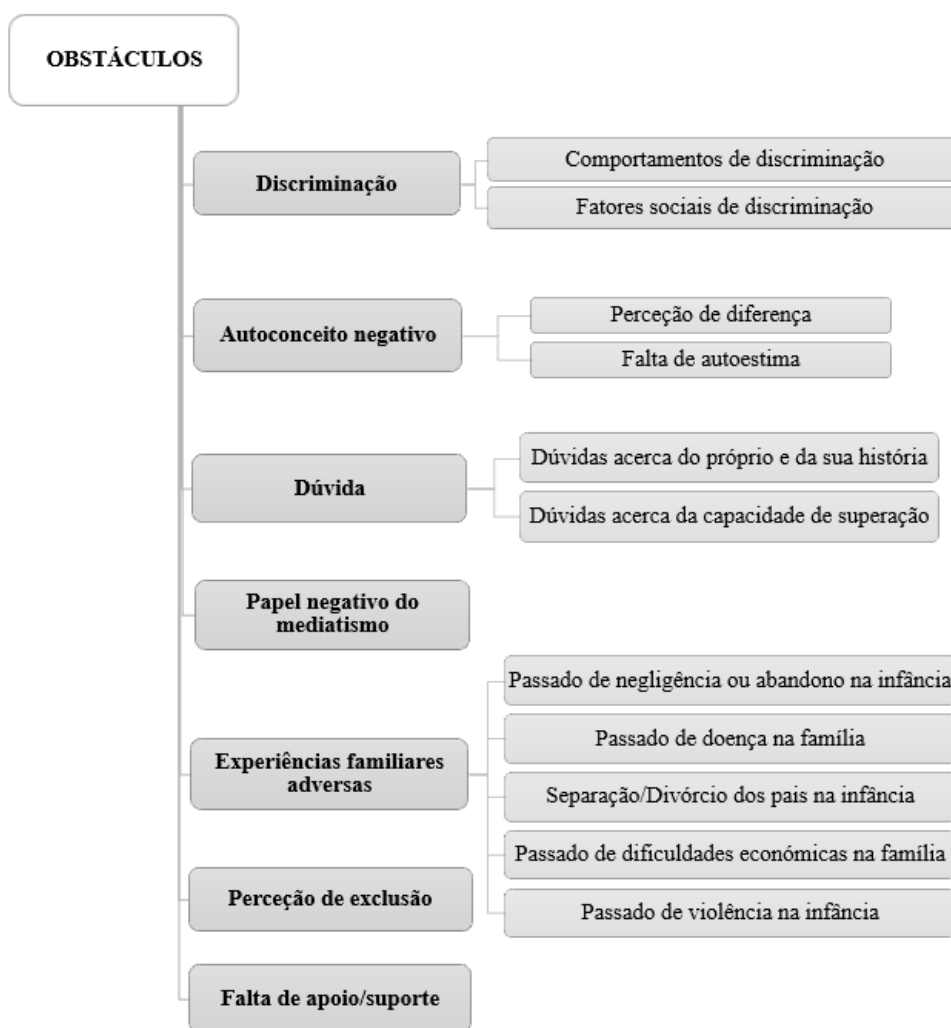 OBSTÁCULOS
Discriminação
Comportamentos de discriminação
Fatores sociais de discriminação
Autoconceito negativo
Perceção de diferença
Falta de autoestima
Dúvida
Dúvidas acerca do próprio e da sua história
Dúvidas acerca da capacidade de superação
Papel negativo do
mediatismo
Experiências familiares
adversas
Passado de negligência ou abandono na infância
Passado de doença na família
Separação/Divórcio dos pais na infância
Passado de dificuldades económicas na família
Passado de violência na infância
Perceção de exclusão
Falta de apoio/suporte